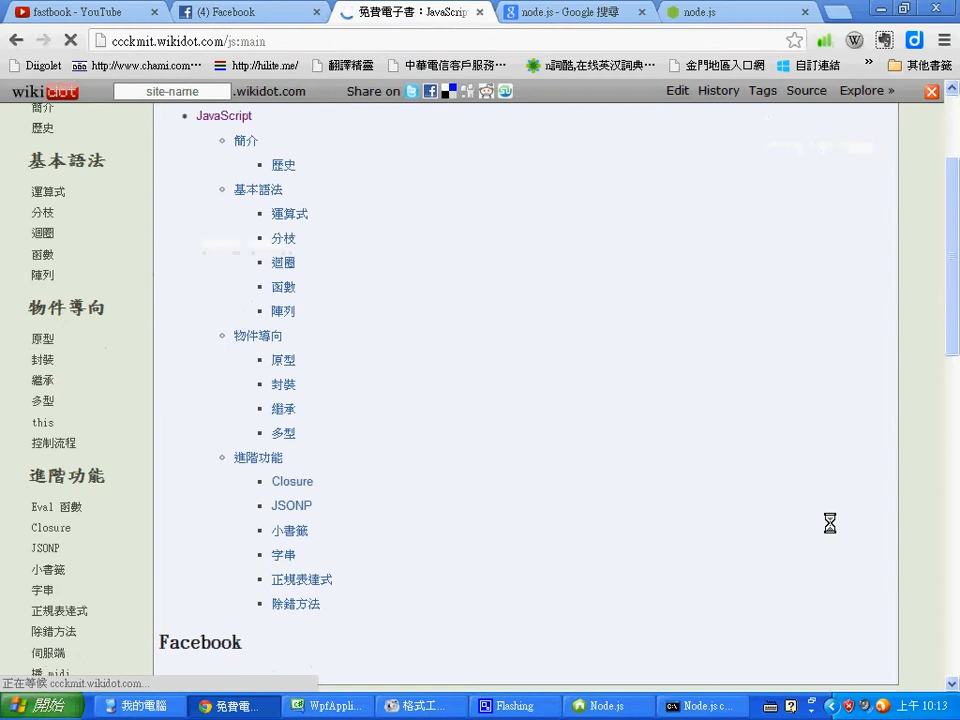 fastbook - YouTube
(4) Facebook
免費電子書：JavaScrip
node.js - Google 搜尋
node.js
ccckmit.wikidot.com/js:main
Diigolet
http://www.chami.com…
http://hilite.me/
翻譯精靈
中華電信客戶服務…
n詞酷,在线英汉词典…
金門地區入口網
自訂連結
»
其他書籤
wikidot
site-name
.wikidot.com
Share on
Edit
History
Tags
Source
Explore »
簡介
歷史
基本語法
運算式
分枝
迴圈
函數
陣列
物件導向
原型
封裝
繼承
多型
this
控制流程
進階功能
Eval 函數
Closure
JSONP
小書籤
字串
正規表達式
除錯方法
伺服端
播 midi
JavaScript
簡介
歷史
基本語法
運算式
分枝
迴圈
函數
陣列
物件導向
原型
封裝
繼承
多型
進階功能
Closure
JSONP
小書籤
字串
正規表達式
除錯方法
Facebook
正在等候 ccckmit.wikidot.com...
開始
我的電腦
免費電...
WpfAppli...
格式工...
Flashing
Node.js
Node.js c...
上午 10:13